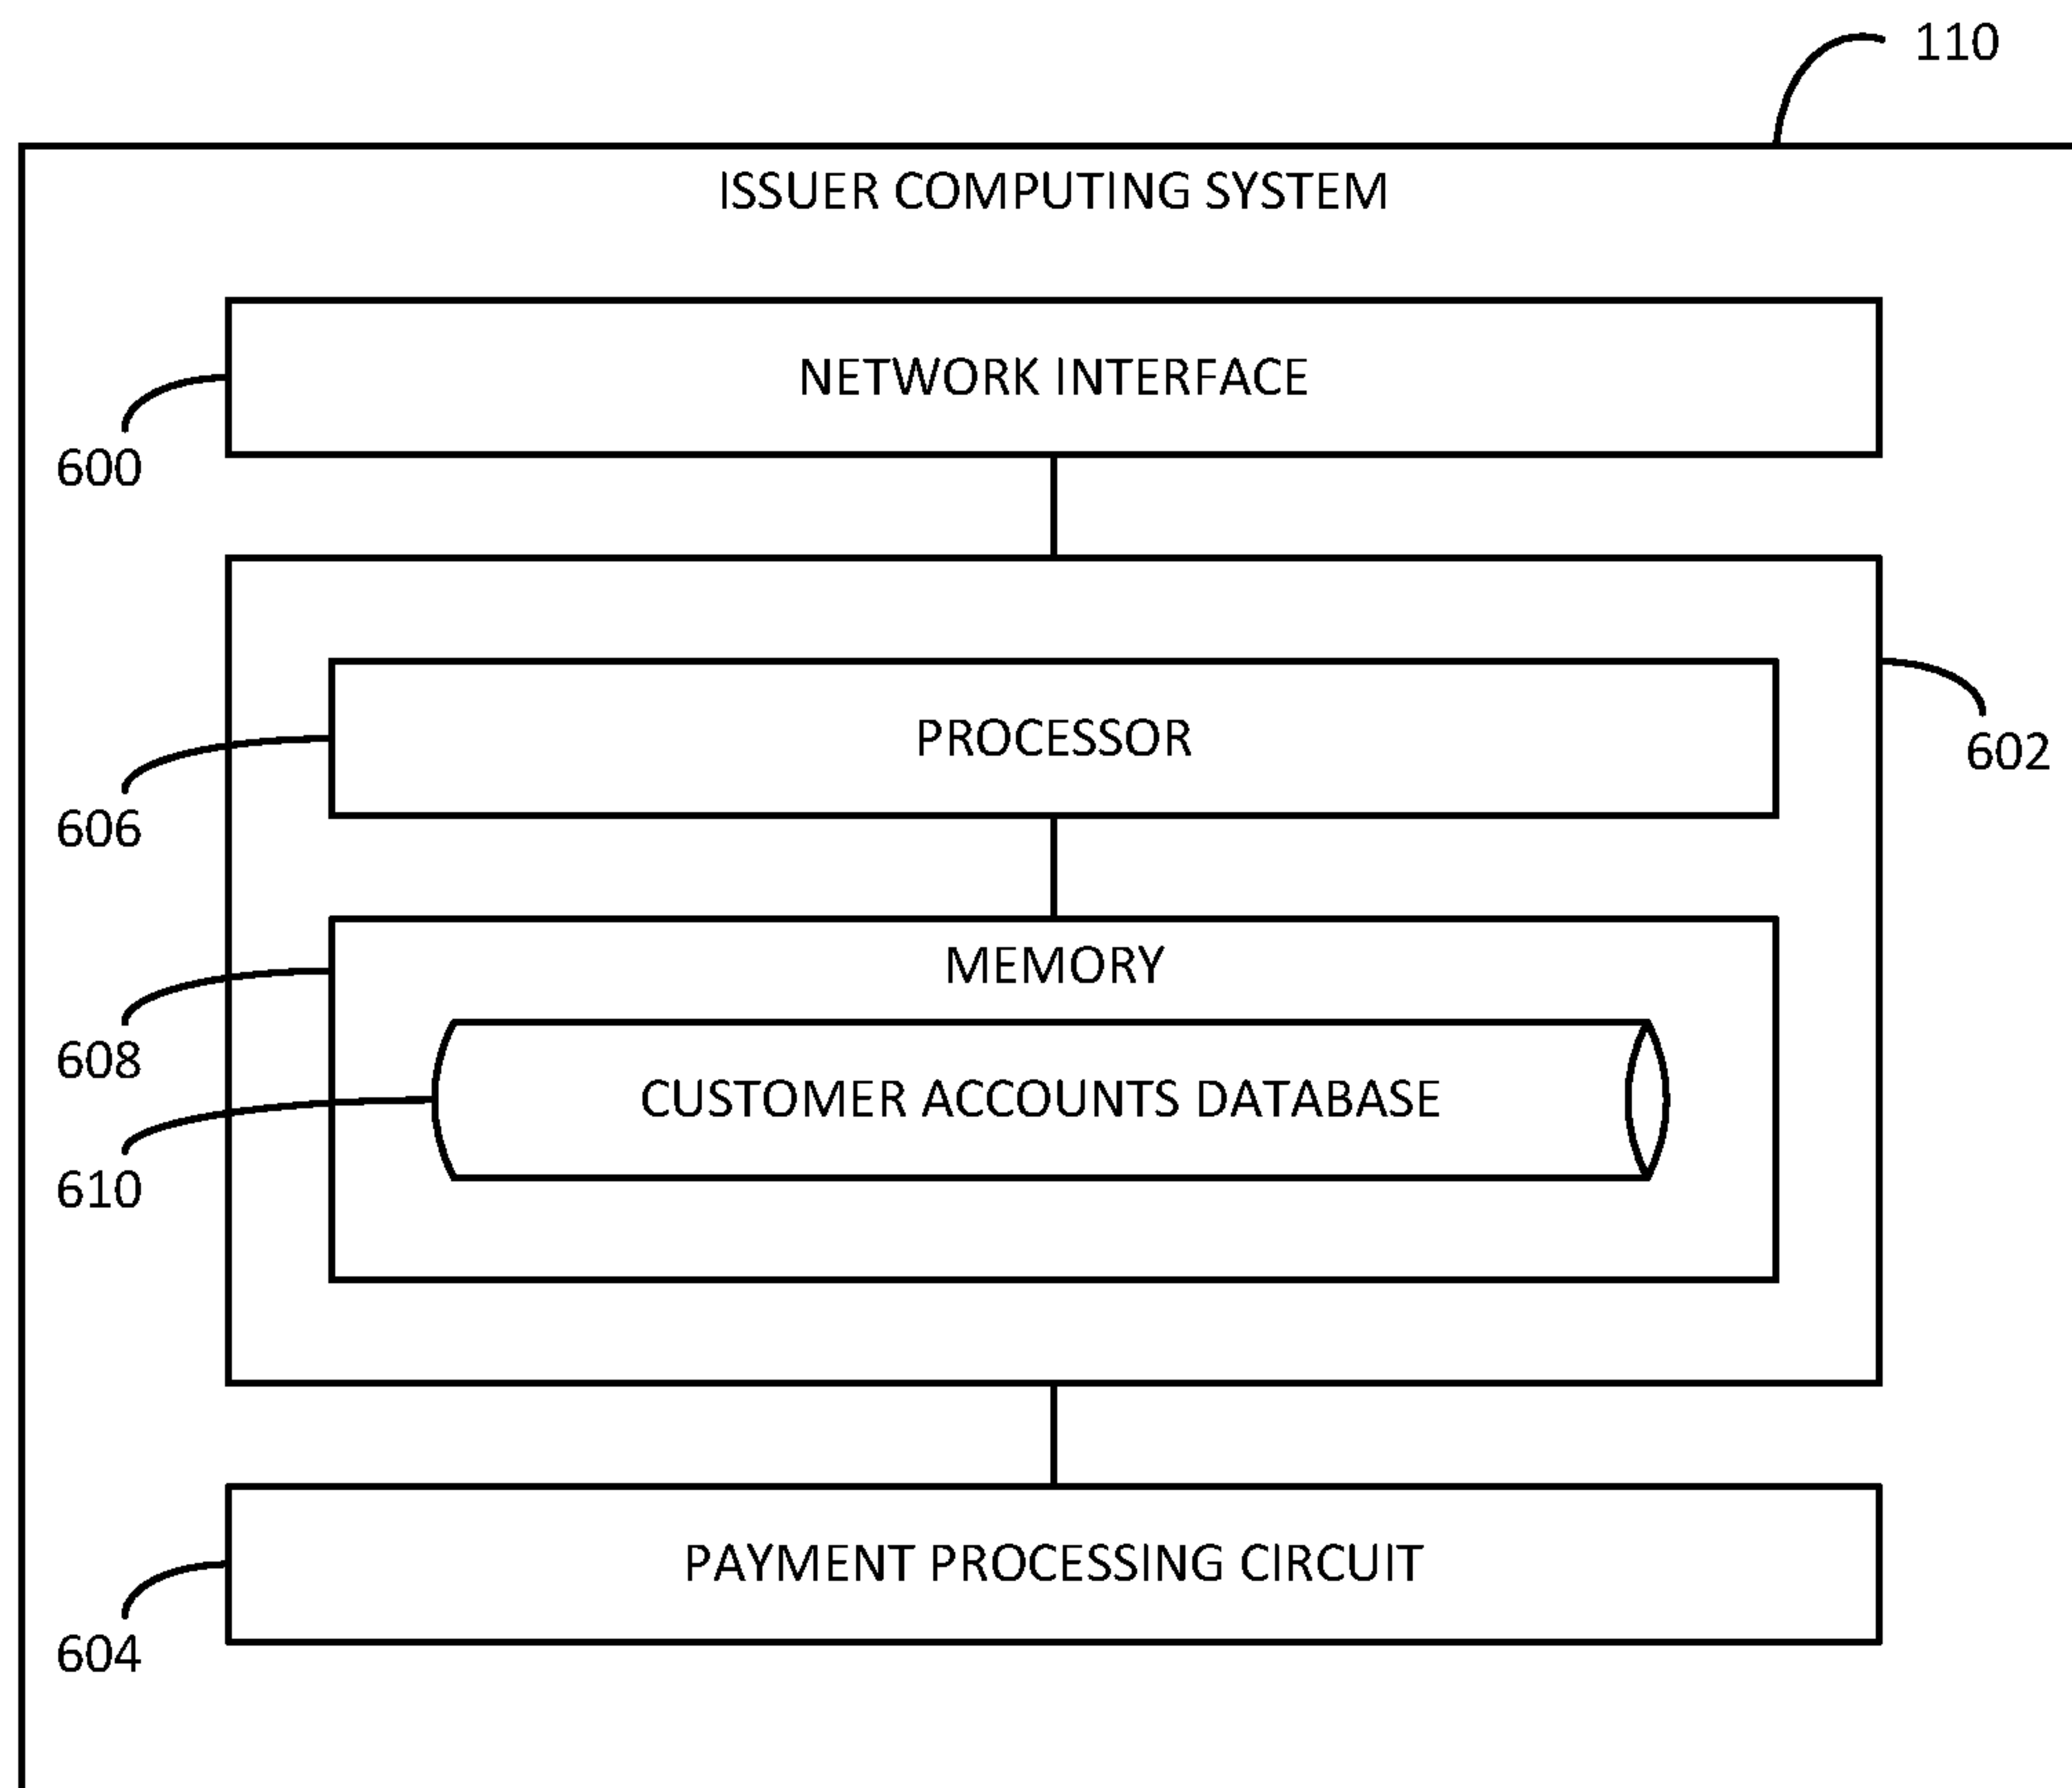 110
ISSUER COMPUTING SYSTEM
NETWORK INTERFACE
600
PROCESSOR
602
606
MEMORY
608
CUSTOMER ACCOUNTS DATABASE
610
PAYMENT PROCESSING CIRCUIT
604